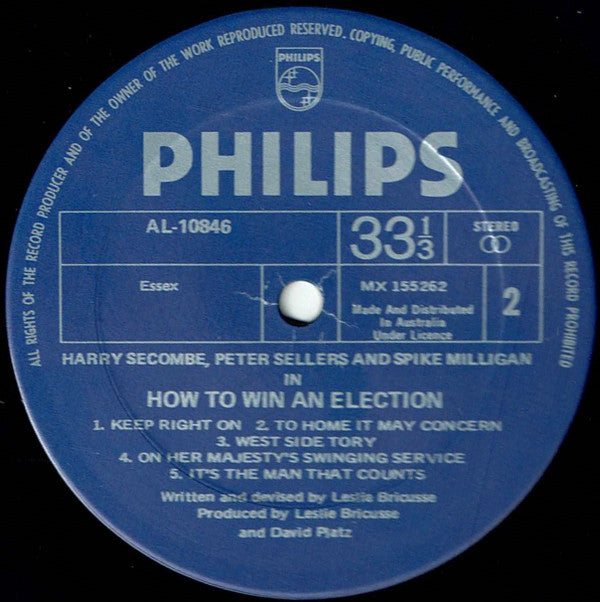 ALL RIGHTS OF THE RECORD PRODUCER AND OF THE OWNER OF THE WORK REPRODUCED RESERVED. COPYING, PUBLIC PERFORMANCE AND BROADCASTING OF THIS RECORD PROHIBITED
PHILIPS
PHILIPS
AL-10846
33 1/3
STEREO
Essex
MX 155262
Made And Distributed
In Australia
Under Licence
2
HARRY SECOMBE, PETER SELLERS AND SPIKE MILLIGAN
IN
HOW TO WIN AN ELECTION
1. KEEP RIGHT ON 2. TO HOME IT MAY CONCERN
3. WEST SIDE TORY
4. ON HER MAJESTY'S SWINGING SERVICE
5. IT'S THE MAN THAT COUNTS
Written and devised by Leslie Bricusse
Produced by Leslie Bricusse
and David Platz